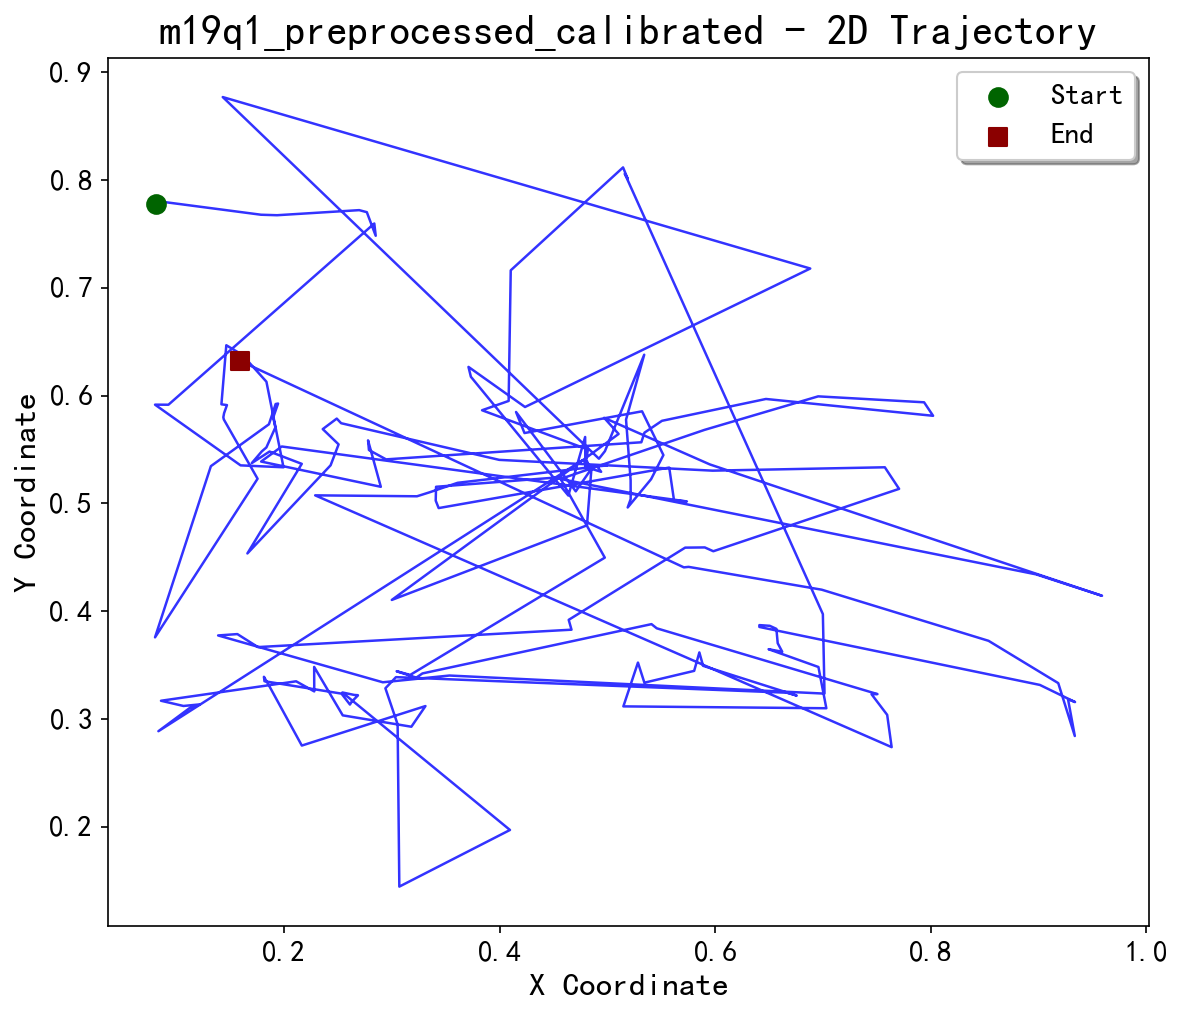 m19q1_preprocessed_calibrated - 2D Trajectory
Start
End
0.9
0.8
0.7
0.6
0.5
0.4
0.3
0.2
Y Coordinate
0.2 0.4 0.6 0.8 1.0
X Coordinate